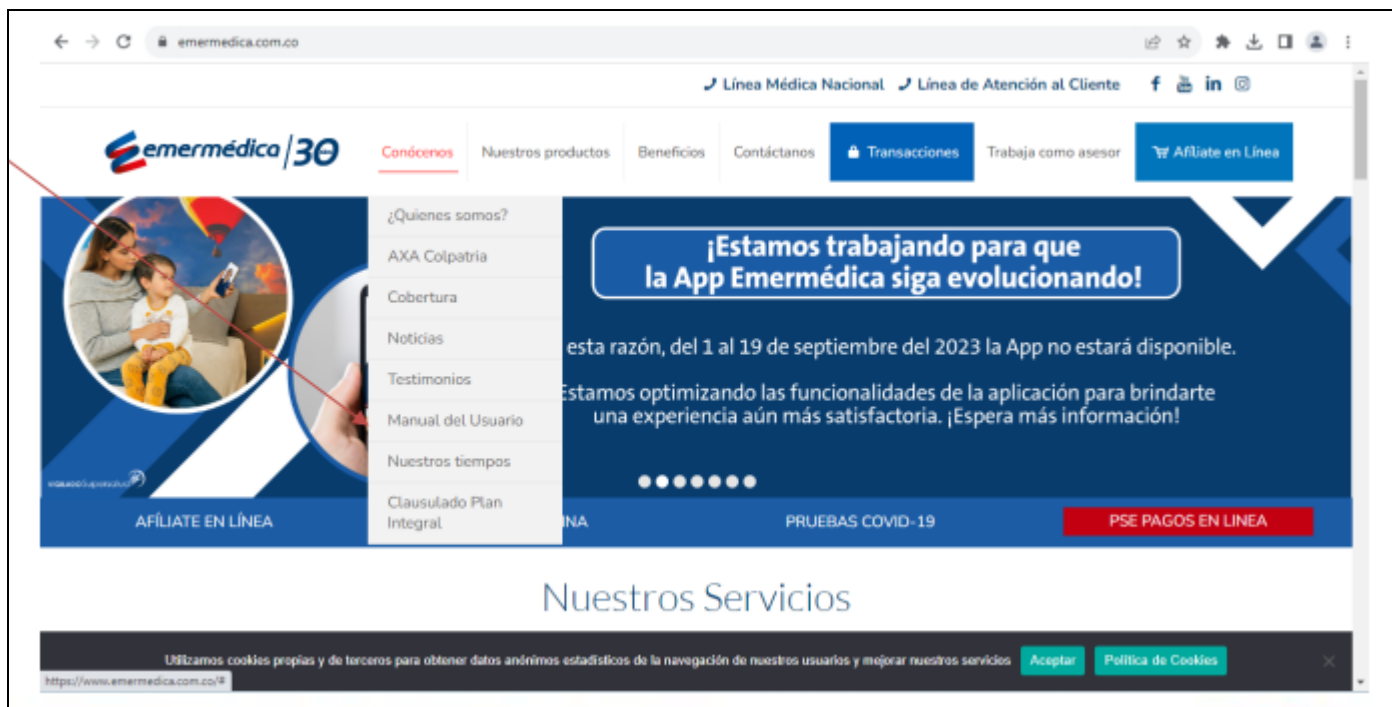 emermedica.com.co
Línea Médica Nacional Línea de Atención al Cliente
emermédica 30
Conócenos Nuestros productos Beneficios Contáctanos Transacciones Trabaja como asesor Afíliate en Línea
¿Quienes somos?
AXA Colpatria
Cobertura
Noticias
Testimonios
Manual del Usuario
Nuestros tiempos
Clausulado Plan
Integral
¡Estamos trabajando para que
la App Emermédica siga evolucionando!
esta razón, del 1 al 19 de septiembre del 2023 la App no estará disponible.
Estamos optimizando las funcionalidades de la aplicación para brindarte
una experiencia aún más satisfactoria. ¡Espera más información!
AFÍLIATE EN LÍNEA INA PRUEBAS COVID-19 PSE PAGOS EN LINEA
Nuestros Servicios
Utilizamos cookies propias y de terceros para obtener datos anónimos estadísticos de la navegación de nuestros usuarios y mejorar nuestros servicios Aceptar Política de Cookies
https://www.emermedica.com.co/#